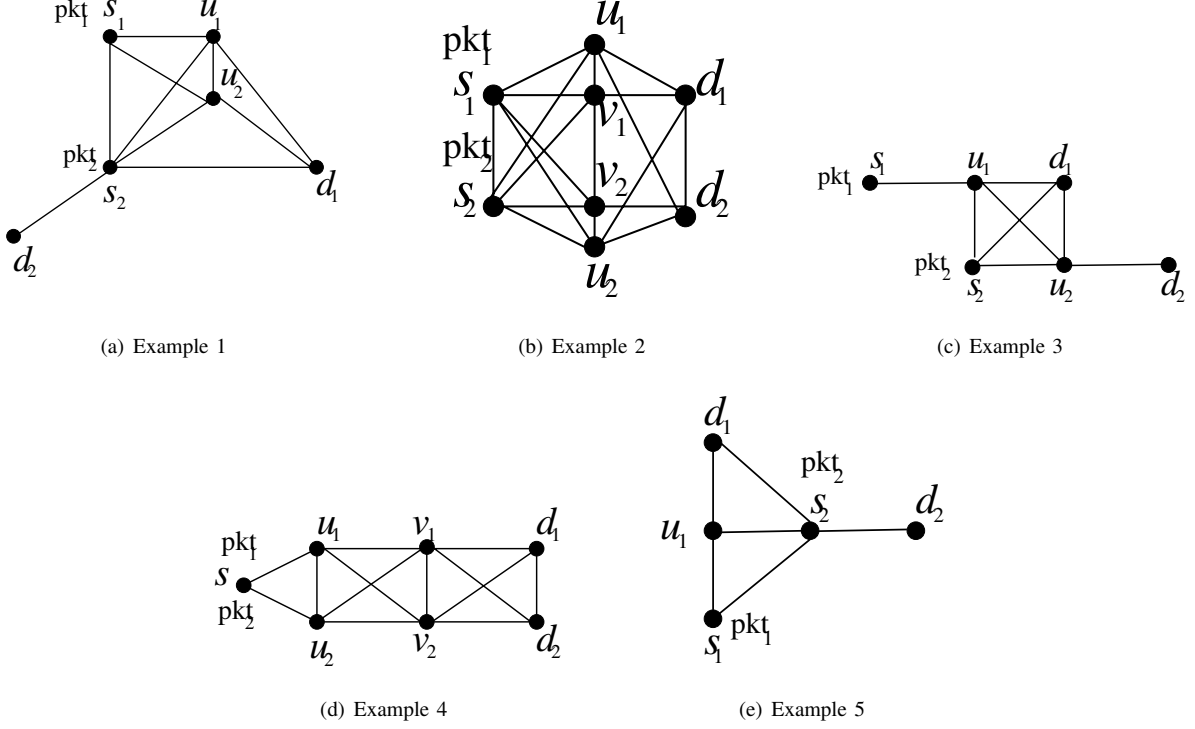 pkt1 s1 u1
u2
pkt2
s2 d1
d2
(a) Example 1
u1
pkt1
s1 v1 d1
pkt2
s2 v2 d2
u2
(b) Example 2
s1 u1 d1
pkt1
pkt2
s2 u2 d2
(c) Example 3
u1 v1 d1
pkt1
s
pkt2
u2 v2 d2
(d) Example 4
d1
pkt2
s2 d2
u1
s1 pkt1
(e) Example 5